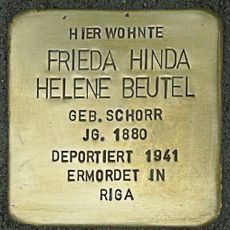 HIER WOHNTE
FRIEDA HINDA
HELENE BEUTEL
GEB. SCHORR
JG. 1880
DEPORTIERT 1941
ERMORDET IN
RIGA